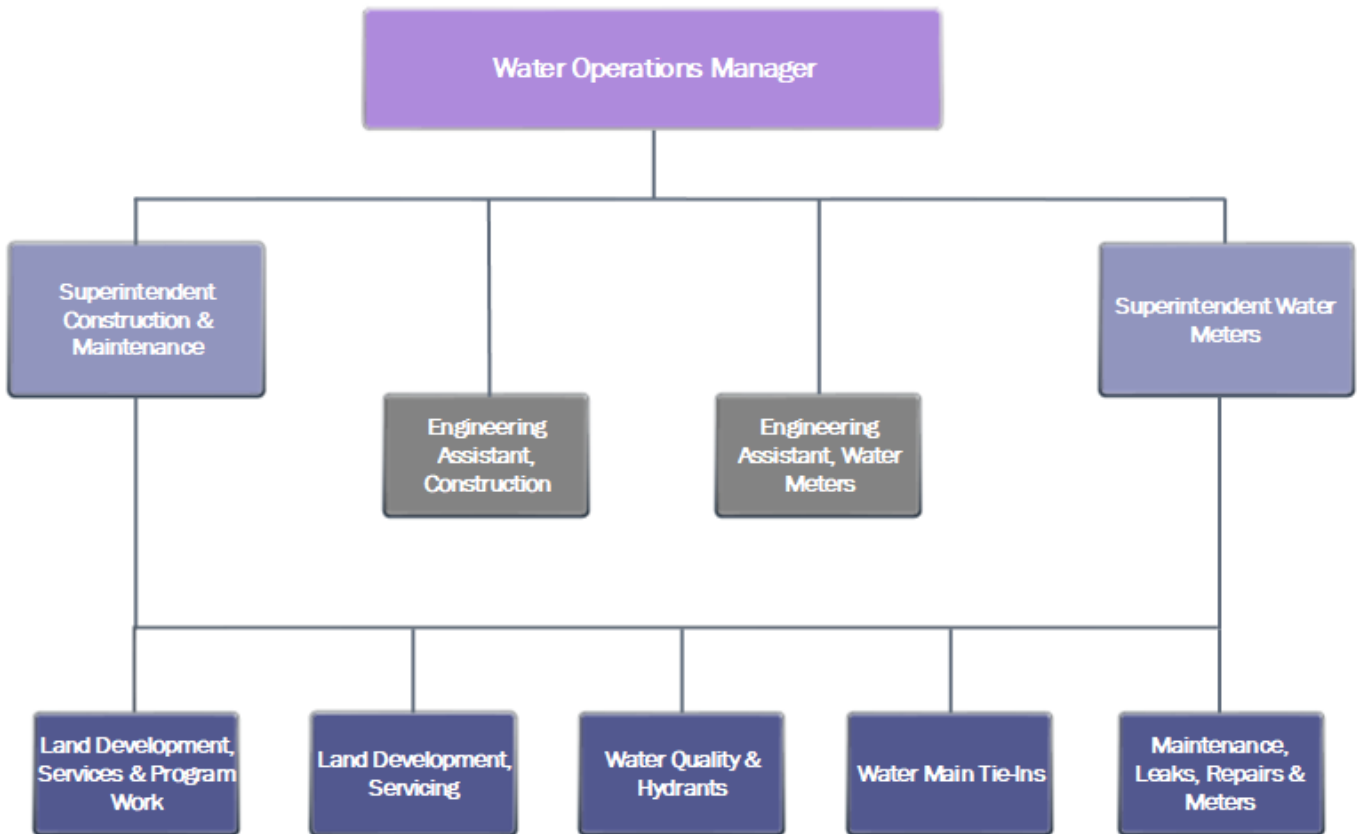 Water Operations Manager
Superintendent
Construction &
Maintenance
Superintendent Water
Meters
Engineering
Assistant,
Construction
Engineering
Assistant, Water
Meters
Land Development,
Services & Program
Work
Land Development,
Servicing
Water Quality &
Hydrants
Water Main Tie-Ins
Maintenance,
Leaks, Repairs &
Meters